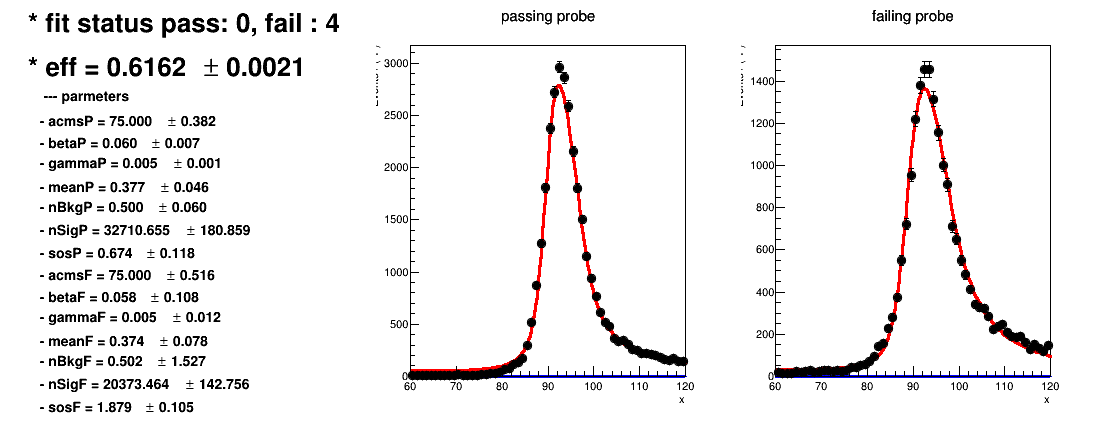 * fit status pass: 0, fail : 4
* eff = 0.6162 ± 0.0021
--- parmeters
- acmsP = 75.000 ± 0.382
- betaP = 0.060 ± 0.007
- gammaP = 0.005 ± 0.001
- meanP = 0.377 ± 0.046
- nBkgP = 0.500 ± 0.060
- nSigP = 32710.655 ± 180.859
- sosP = 0.674 ± 0.118
- acmsF = 75.000 ± 0.516
- betaF = 0.058 ± 0.108
- gammaF = 0.005 ± 0.012
- meanF = 0.374 ± 0.078
- nBkgF = 0.502 ± 1.527
- nSigF = 20373.464 ± 142.756
- sosF = 1.879 ± 0.105
passing probe
3000
2500
2000
1500
1000
500
0
60 70 80 90 100 110 120
x
failing probe
1400
1200
1000
800
600
400
200
0
60 70 80 90 100 110 120
x